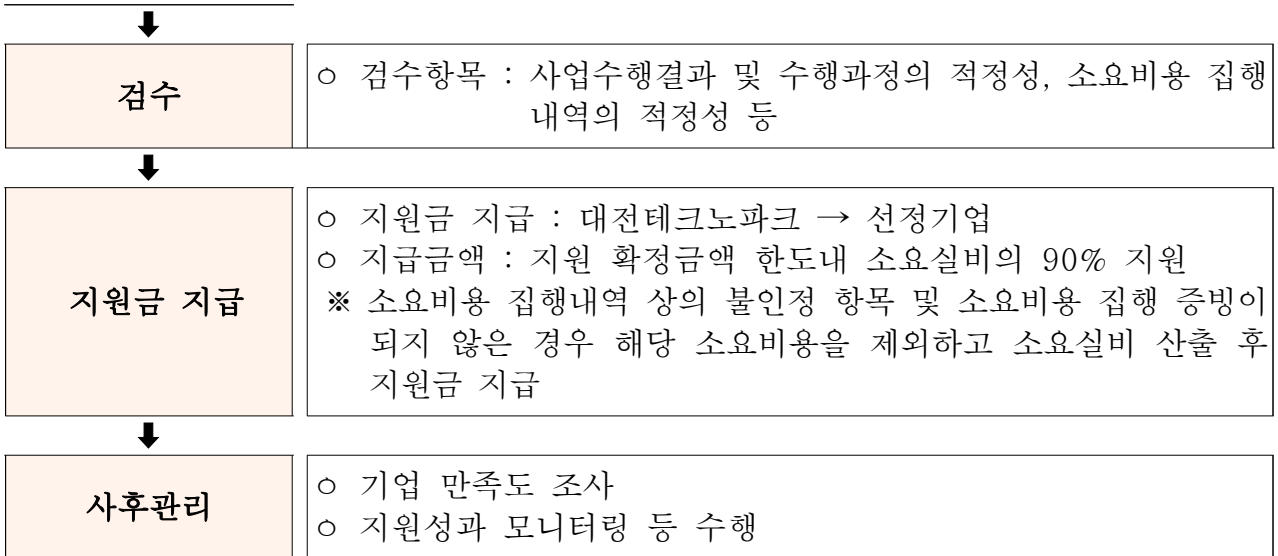 검수
ㅇ 검수항목 : 사업수행결과 및 수행과정의 적정성, 소요비용 집행
내역의 적정성 등
지원금 지급
ㅇ 지원금 지급 : 대전테크노파크 → 선정기업
ㅇ 지급금액 : 지원 확정금액 한도내 소요실비의 90% 지원
※ 소요비용 집행내역 상의 불인정 항목 및 소요비용 집행 증빙이
되지 않은 경우 해당 소요비용을 제외하고 소요실비 산출 후
지원금 지급
사후관리
ㅇ 기업 만족도 조사
ㅇ 지원성과 모니터링 등 수행